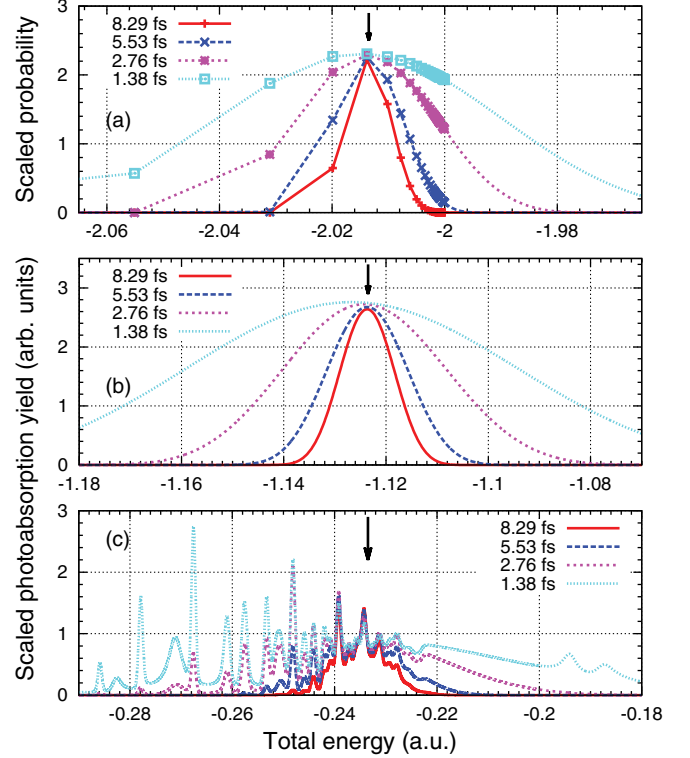 Scaled probability
3
2
1
0
8.29 fs
5.53 fs
2.76 fs
1.38 fs
(a)
-2.06 -2.04 -2.02 -2 -1.98
Scaled photoabsorption yield (arb. units)
3
2
1
0
8.29 fs
5.53 fs
2.76 fs
1.38 fs
(b)
-1.18 -1.16 -1.14 -1.12 -1.1 -1.08
3
2
1
0
(c)
8.29 fs
5.53 fs
2.76 fs
1.38 fs
-0.28 -0.26 -0.24 -0.22 -0.2 -0.18
Total energy (a.u.)